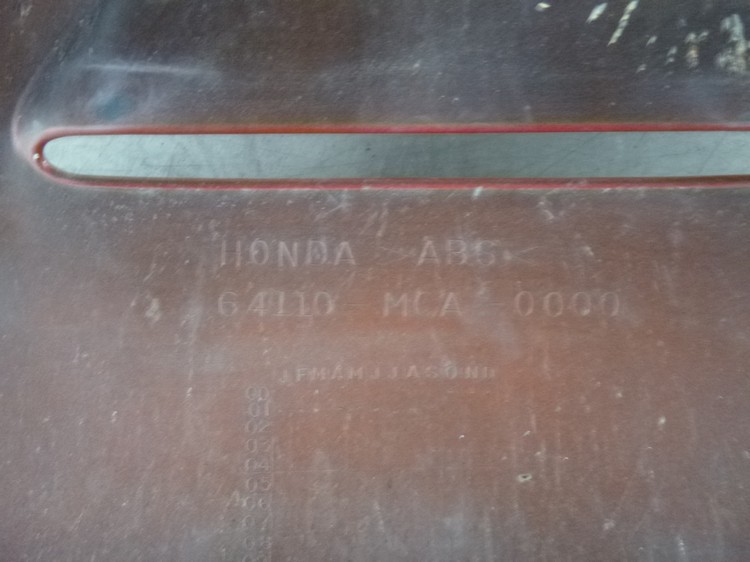 HONDA >ABS<
64110-MCA-0000
JFMAMJJASOND